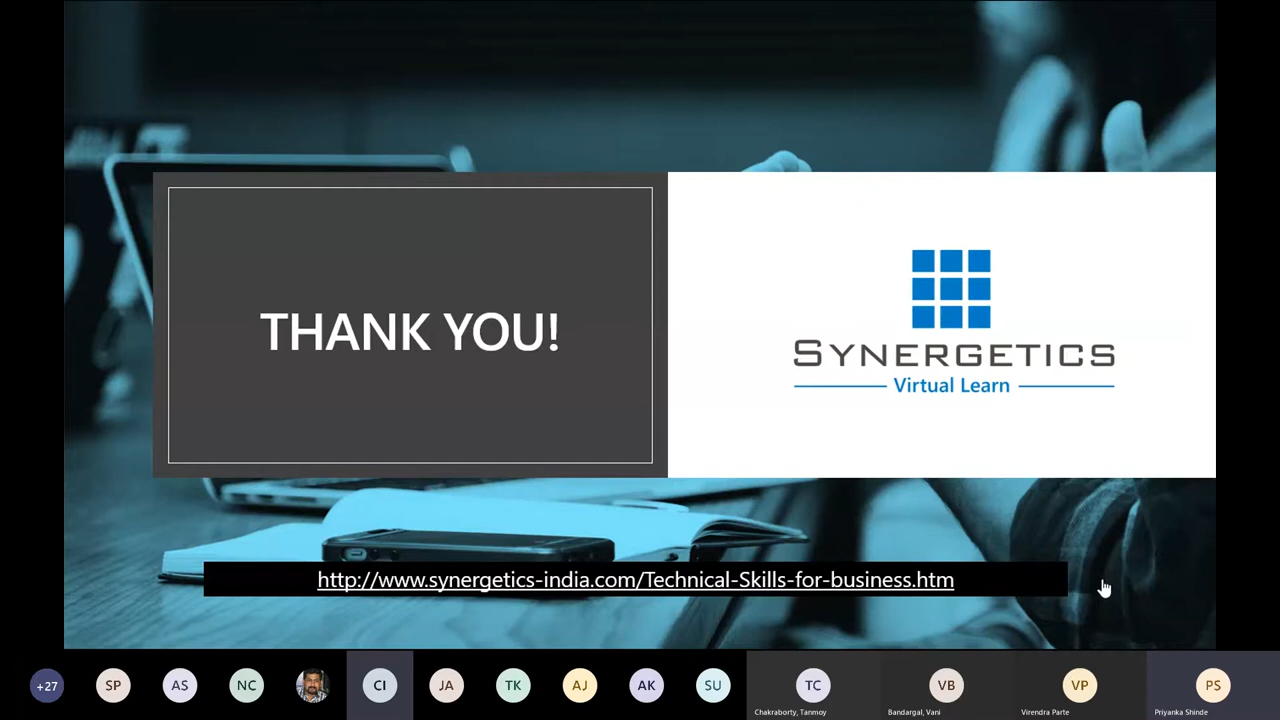 THANK YOU!
SYNERGETICS
Virtual Learn
http://www.synergetics-india.com/Technical-Skills-for-business.htm
+27
SP
AS
NC
CI
JA
TK
AJ
AK
SU
TC
VB
VP
PS
Chakraborty, Tanmoy
Bandargal, Vani
Virendra Parte
Priyanka Shinde